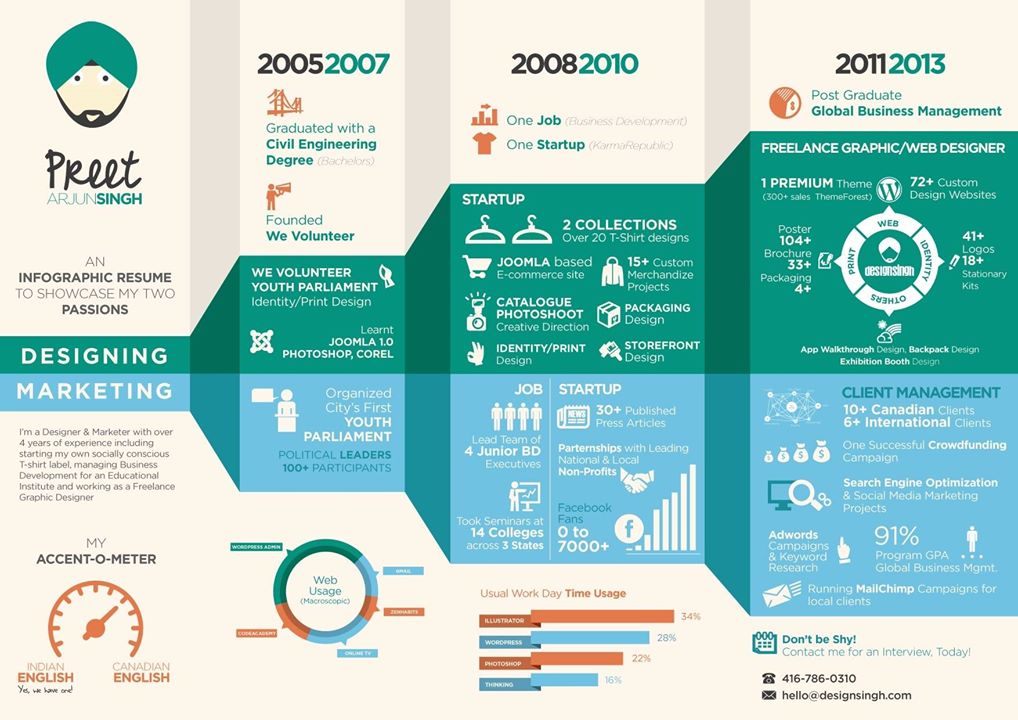 Preet
ARJUNSINGH
AN
INFOGRAPHIC RESUME
TO SHOWCASE MY TWO
PASSIONS
DESIGNING
MARKETING
I'm a Designer & Marketer with over
4 years of experience including
starting my own socially conscious
T-shirt label, managing Business
Development for an Educational
Institute and working as a Freelance
Graphic Designer
MY
ACCENT-O-METER
INDIAN
ENGLISH
Yes, we have one!
CANADIAN
ENGLISH
20052007
Graduated with a
Civil Engineering
Degree (Bachelors)
Founded
We Volunteer
WE VOLUNTEER
YOUTH PARLIAMENT
Identity/Print Design
Learnt
JOOMLA 1.0
PHOTOSHOP, COREL
Organized
City's First
YOUTH
PARLIAMENT
POLITICAL LEADERS
100+ PARTICIPANTS
WORDPRESS ADMIN
GMAIL
Web
Usage
(Macroscopic)
ZENHABITS
CODEACADEMY
ONLINE TV
20082010
One Job (Business Development)
One Startup (KarmaRepublic)
STARTUP
2 COLLECTIONS
Over 20 T-Shirt designs
JOOMLA based
E-commerce site
15+ Custom
Merchandize
Projects
CATALOGUE
PHOTOSHOOT
Creative Direction
PACKAGING
Design
IDENTITY/PRINT
Design
STOREFRONT
Design
JOB
Lead Team of
4 Junior BD
Executives
Took Seminars at
14 Colleges
across 3 States
STARTUP
NEWS
30+ Published
Press Articles
Parternships with Leading
National & Local
Non-Profits
Facebook
Fans
0 to
7000+
f
Usual Work Day Time Usage
ILLUSTRATOR 34%
WORDPRESS 28%
PHOTOSHOP 22%
THINKING 16%
20112013
Post Graduate
Global Business Management
FREELANCE GRAPHIC/WEB DESIGNER
1 PREMIUM Theme
(300+ sales ThemeForest)
72+ Custom
Design Websites
Poster
104+
Brochure
33+
Packaging
4+
WEB
PRINT
IDENTITY
OTHERS
designsingh
41+
Logos
18+
Stationary
Kits
App Walkthrough Design, Backpack Design
Exhibition Booth Design
CLIENT MANAGEMENT
10+ Canadian Clients
6+ International Clients
$ $ $ $
One Successful Crowdfunding
Campaign
Search Engine Optimization
& Social Media Marketing
Projects
Adwords
Campaigns
& Keyword
Research
91%
Program GPA
Global Business Mgmt.
Running MailChimp Campaigns for
local clients
Don't be Shy!
Contact me for an Interview, Today!
416-786-0310
hello@designsingh.com